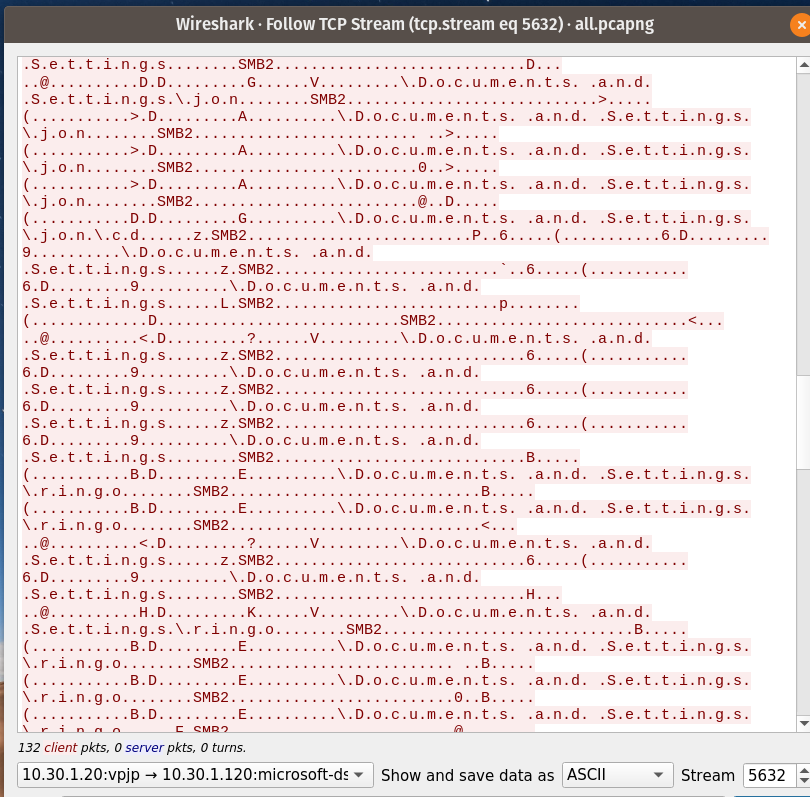 Wireshark · Follow TCP Stream (tcp.stream eq 5632) · all.pcapng
.S.e.t.t.i.n.g.s........SMB2............................D...
..@..........D.D.........G......V.........\.D.o.c.u.m.e.n.t.s. .a.n.d.
.S.e.t.t.i.n.g.s.\.j.o.n........SMB2............................>.....
(...........>.D.........A..........\.D.o.c.u.m.e.n.t.s. .a.n.d. .S.e.t.t.i.n.g.s.
\.j.o.n........SMB2......................... ..>.....
(...........>.D.........A..........\.D.o.c.u.m.e.n.t.s. .a.n.d. .S.e.t.t.i.n.g.s.
\.j.o.n........SMB2.........................0..>.....
(...........>.D.........A..........\.D.o.c.u.m.e.n.t.s. .a.n.d. .S.e.t.t.i.n.g.s.
\.j.o.n........SMB2.........................@..D.....
(...........D.D.........G..........\.D.o.c.u.m.e.n.t.s. .a.n.d. .S.e.t.t.i.n.g.s.
\.j.o.n.\.c.d......z.SMB2.........................P..6.....(...........6.D.........
9..........\.D.o.c.u.m.e.n.t.s. .a.n.d.
.S.e.t.t.i.n.g.s......z.SMB2.........................`..6.....(...........
6.D.........9..........\.D.o.c.u.m.e.n.t.s. .a.n.d.
.S.e.t.t.i.n.g.s......L.SMB2.........................p........
(.............D...........................SMB2............................<...
..@..........<.D.........?......V.........\.D.o.c.u.m.e.n.t.s. .a.n.d.
.S.e.t.t.i.n.g.s......z.SMB2............................6.....(...........
6.D.........9..........\.D.o.c.u.m.e.n.t.s. .a.n.d.
.S.e.t.t.i.n.g.s......z.SMB2............................6.....(...........
6.D.........9..........\.D.o.c.u.m.e.n.t.s. .a.n.d.
.S.e.t.t.i.n.g.s......z.SMB2............................6.....(...........
6.D.........9..........\.D.o.c.u.m.e.n.t.s. .a.n.d.
.S.e.t.t.i.n.g.s........SMB2............................B.....
(...........B.D.........E..........\.D.o.c.u.m.e.n.t.s. .a.n.d. .S.e.t.t.i.n.g.s.
\.r.i.n.g.o........SMB2............................B.....
(...........B.D.........E..........\.D.o.c.u.m.e.n.t.s. .a.n.d. .S.e.t.t.i.n.g.s.
\.r.i.n.g.o........SMB2............................<...
..@..........<.D.........?......V.........\.D.o.c.u.m.e.n.t.s. .a.n.d.
.S.e.t.t.i.n.g.s......z.SMB2............................6.....(...........
6.D.........9..........\.D.o.c.u.m.e.n.t.s. .a.n.d.
.S.e.t.t.i.n.g.s........SMB2............................H...
..@..........H.D.........K......V.........\.D.o.c.u.m.e.n.t.s. .a.n.d.
.S.e.t.t.i.n.g.s.\.r.i.n.g.o........SMB2............................B.....
(...........B.D.........E..........\.D.o.c.u.m.e.n.t.s. .a.n.d. .S.e.t.t.i.n.g.s.
\.r.i.n.g.o........SMB2......................... ..B.....
(...........B.D.........E..........\.D.o.c.u.m.e.n.t.s. .a.n.d. .S.e.t.t.i.n.g.s.
\.r.i.n.g.o........SMB2.........................0..B.....
(...........B.D.........E..........\.D.o.c.u.m.e.n.t.s. .a.n.d. .S.e.t.t.i.n.g.s.
132 client pkts, 0 server pkts, 0 turns.
10.30.1.20:vpjp → 10.30.1.120:microsoft-ds Show and save data as ASCII Stream 5632